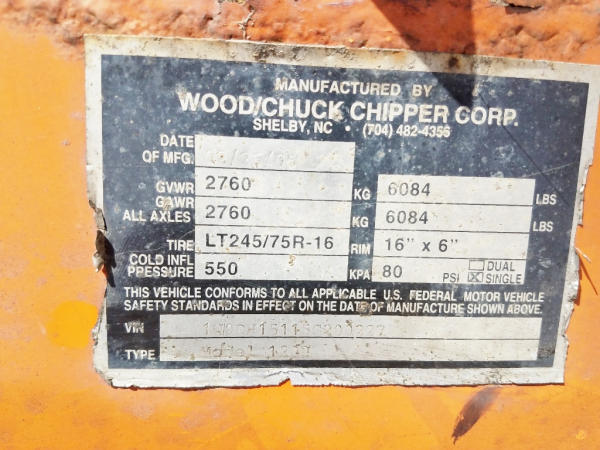 MANUFACTURED BY
WOOD/CHUCK CHIPPER CORP.
SHELBY, NC • (704) 482-4356
DATE
OF MFG.
GVWR 2760 KG 6084 LBS
GAWR
ALL AXLES 2760 KG 6084 LBS
TIRE LT245/75R-16 RIM 16" x 6"
COLD INFL
PRESSURE 550 KPA 80 PSI ☐ DUAL ☒ SINGLE
THIS VEHICLE CONFORMS TO ALL APPLICABLE U.S. FEDERAL MOTOR VEHICLE
SAFETY STANDARDS IN EFFECT ON THE DATE OF MANUFACTURE SHOWN ABOVE.
VIN
TYPE Model